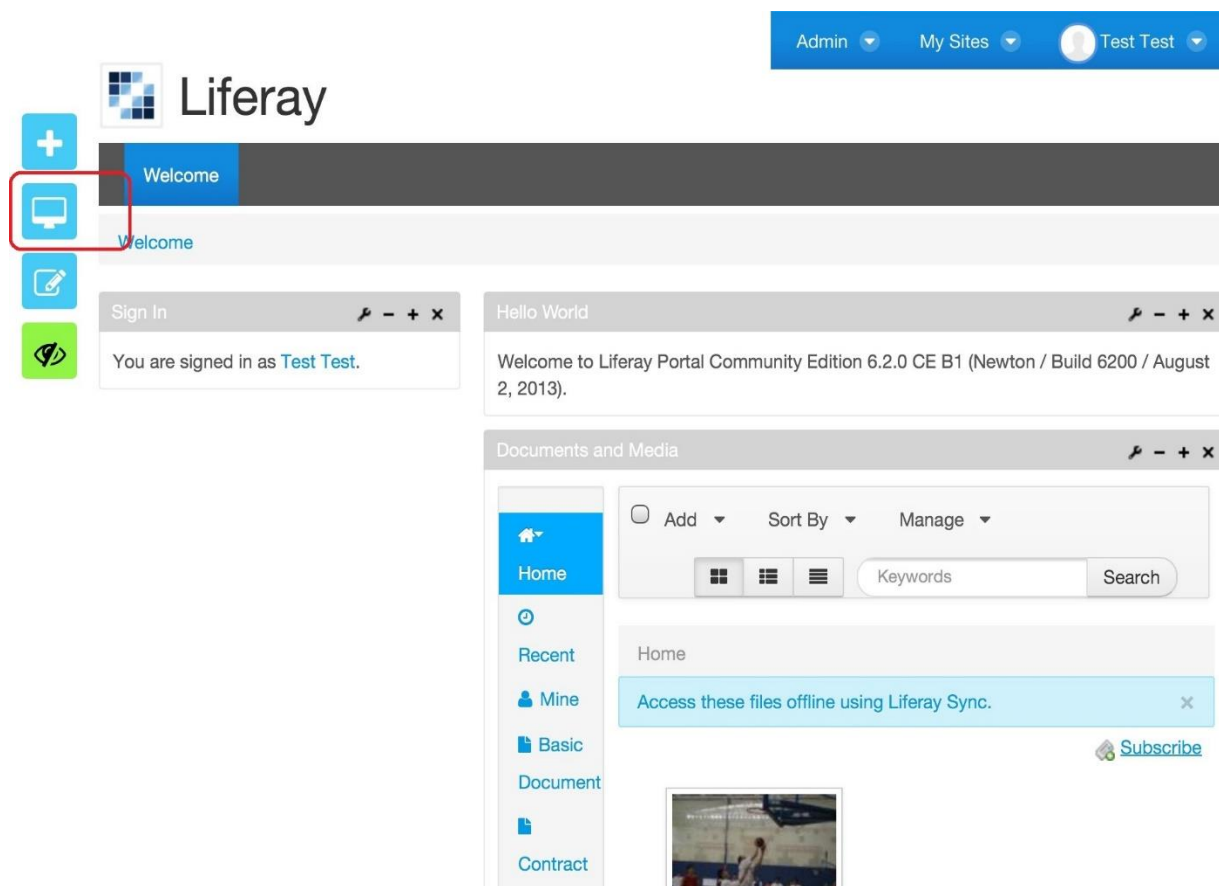 Admin My Sites Test Test
Liferay
Welcome
Welcome
Sign In
You are signed in as Test Test.
Hello World
Welcome to Liferay Portal Community Edition 6.2.0 CE B1 (Newton / Build 6200 / August
2, 2013).
Documents and Media
Home
Recent
Mine
Basic
Document
Contract
Add Sort By Manage
Keywords Search
Home
Access these files offline using Liferay Sync.
Subscribe